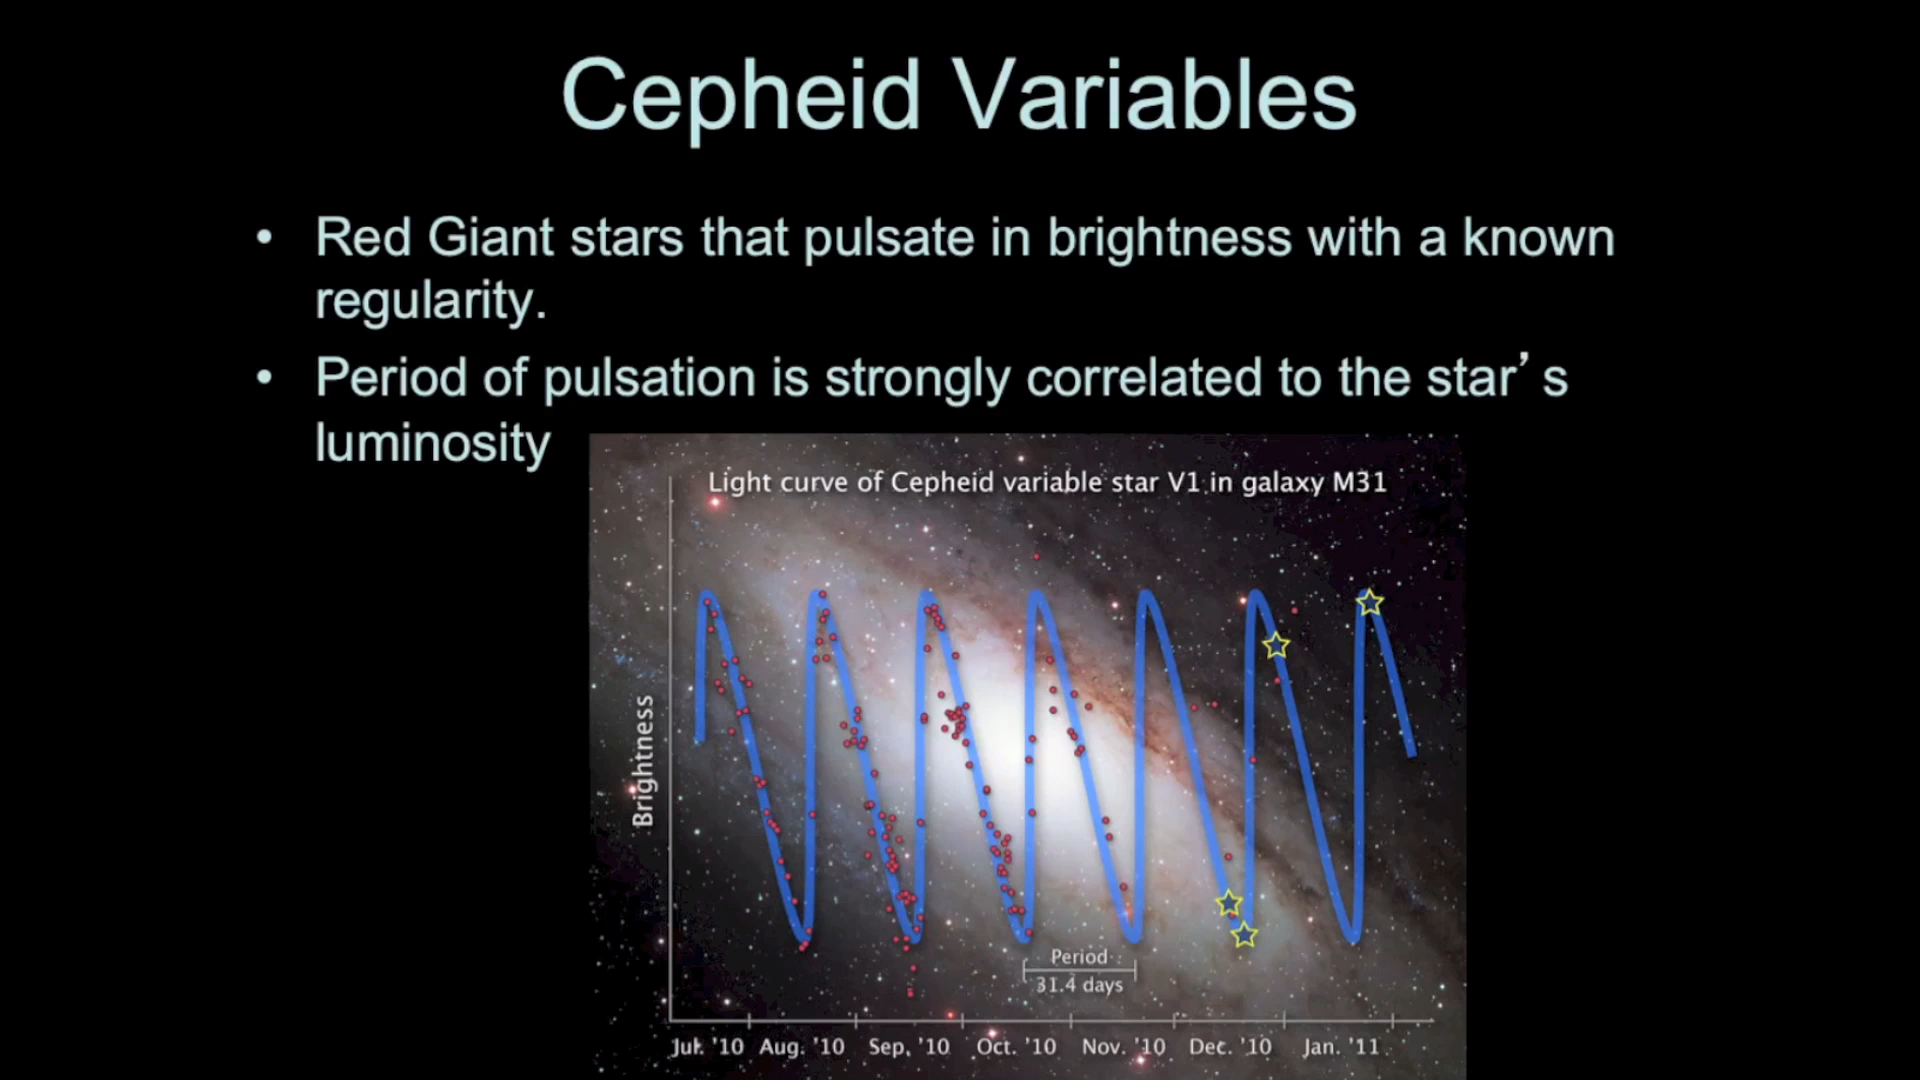 Cepheid Variables
• Red Giant stars that pulsate in brightness with a known
regularity.
• Period of pulsation is strongly correlated to the star’s
luminosity
Light curve of Cepheid variable star V1 in galaxy M31
Brightness
Period
31.4 days
Jul. '10 Aug. '10 Sep. '10 Oct. '10 Nov. '10 Dec. '10 Jan. '11